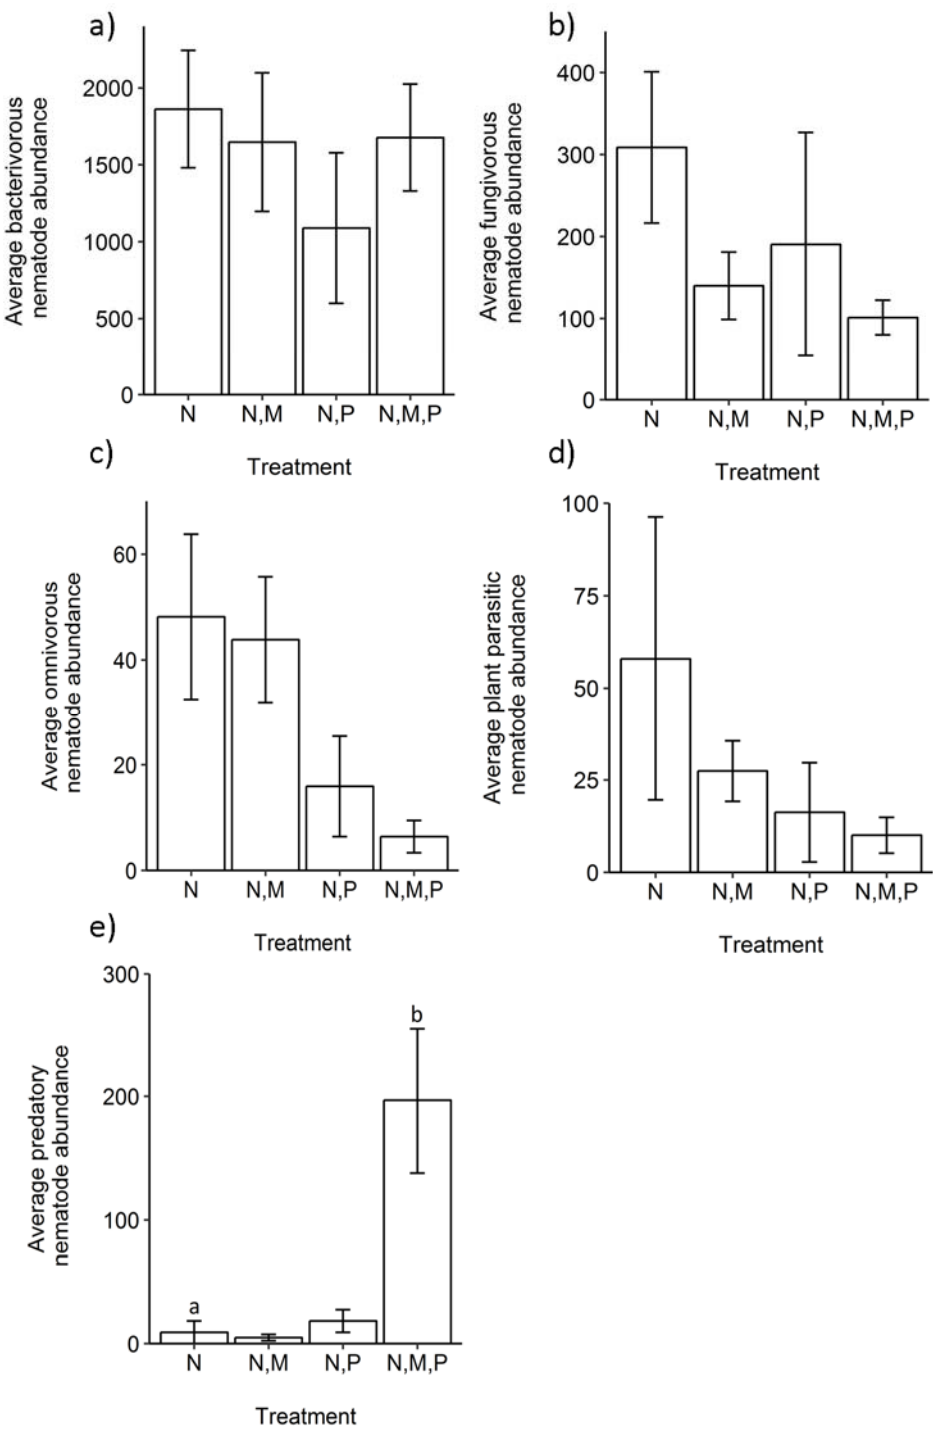 a)
Average bacterivorous
nematode abundance
2000
1500
1000
500
0
N N,M N,P N,M,P
Treatment
b)
Average fungivorous
nematode abundance
400
300
200
100
0
N N,M N,P N,M,P
Treatment
c)
Average omnivorous
nematode abundance
60
40
20
0
N N,M N,P N,M,P
Treatment
d)
Average plant parasitic
nematode abundance
100
75
50
25
0
N N,M N,P N,M,P
Treatment
e)
Average predatory
nematode abundance
300
200
100
0
a
b
N N,M N,P N,M,P
Treatment